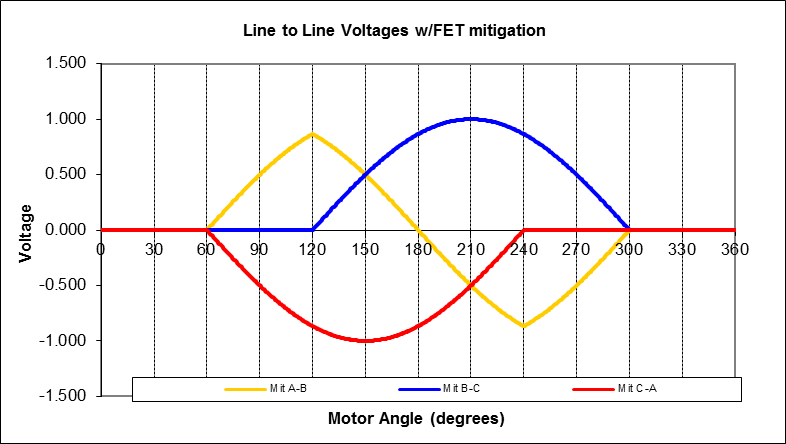 Line to Line Voltages w/FET mitigation
1.500
1.000
0.500
0.000
-0.500
-1.000
-1.500
Voltage
0 30 60 90 120 150 180 210 240 270 300 330 360
Mit A-B Mit B-C Mit C-A
Motor Angle (degrees)